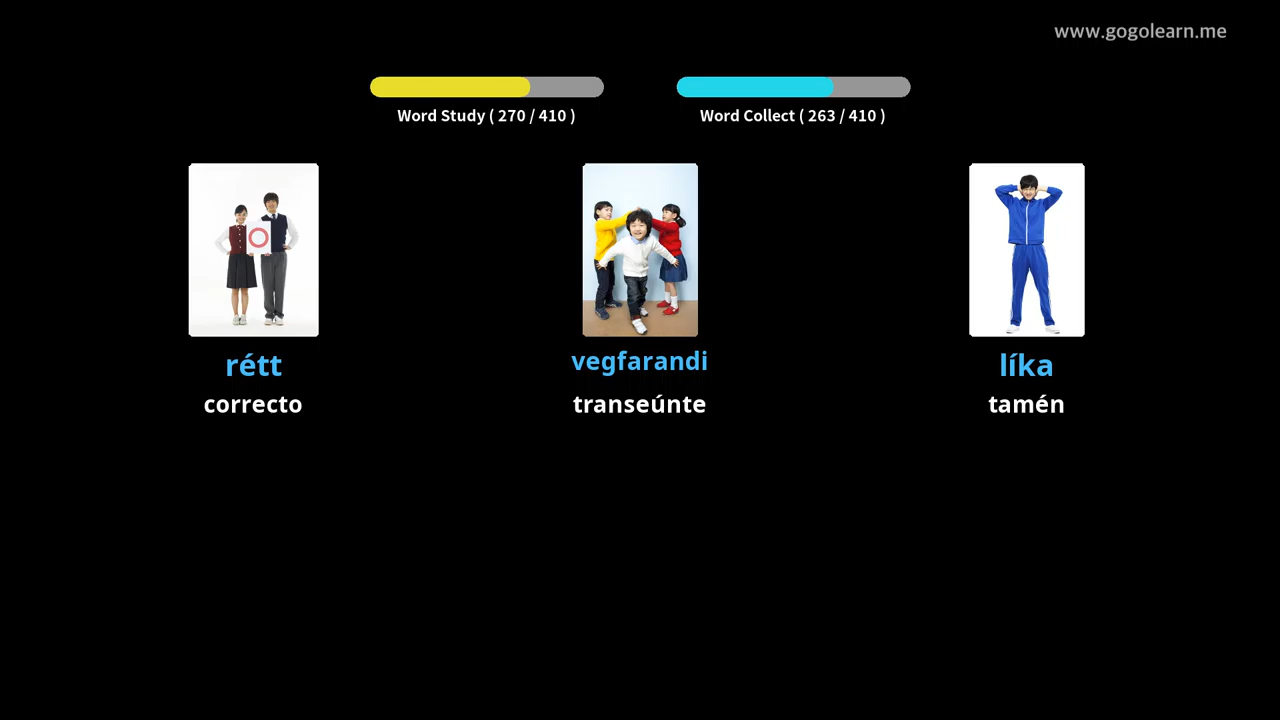 www.gogolearn.me
Word Study ( 270 / 410 )
Word Collect ( 263 / 410 )
rétt
correcto
vegfarandi
transeúnte
líka
tamén